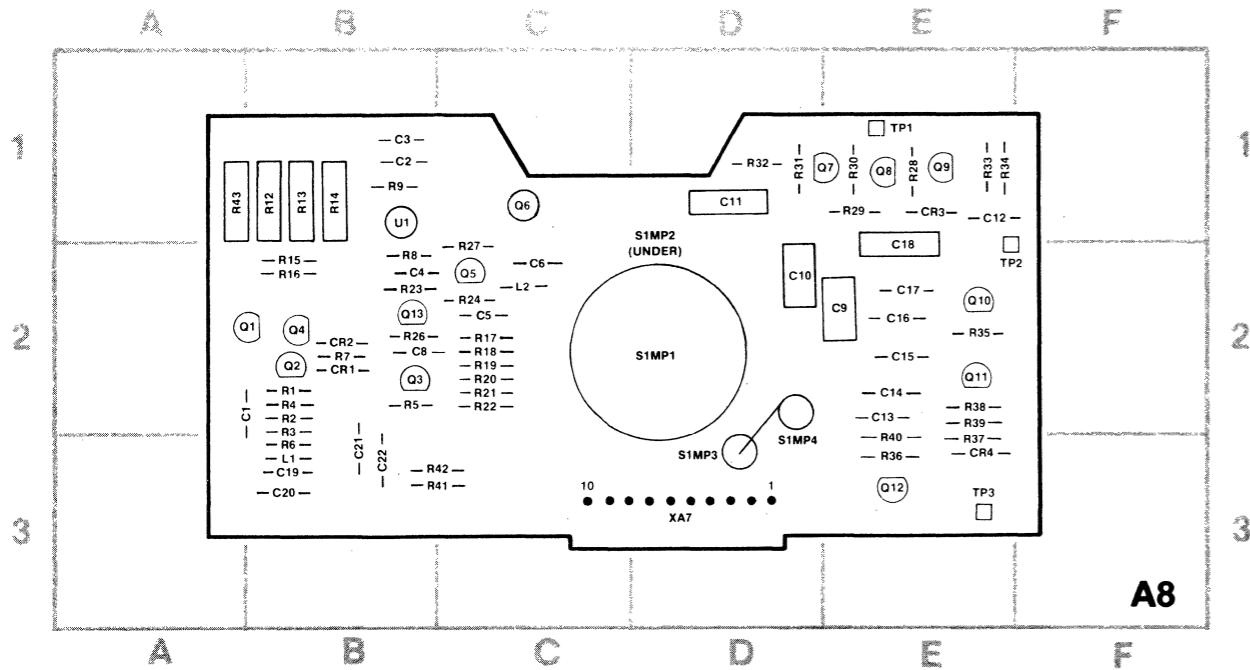 A B C D E F
1 1
C3
TP1
C2
R32 R31 Q7 R30 Q8 R28 Q9 R33 R34
R43 R12 R13 R14 R9
U1 Q6 C11 R29 CR3 C12
S1MP2
(UNDER)
R27 C18
R15 R8 C6 TP2
R16 C4 Q5 C10
R23 L2 C17
R24 C9 Q10
Q13 C5 C16
Q1 Q4
2 2
CR2 R26 R17 R35
R7 C8 R18 S1MP1 C15
Q2 CR1 R19
Q3 R20 Q11
R1 R21 C14
C1 R4 R5 R22 R38
R2 C13 R39
R3 S1MP4
R6 C21 R40 R37
L1 C22 S1MP3 R36 CR4
C19 R42
R41 10 1 Q12 TP3
C20
XA7
3 3
A8
A B C D E F